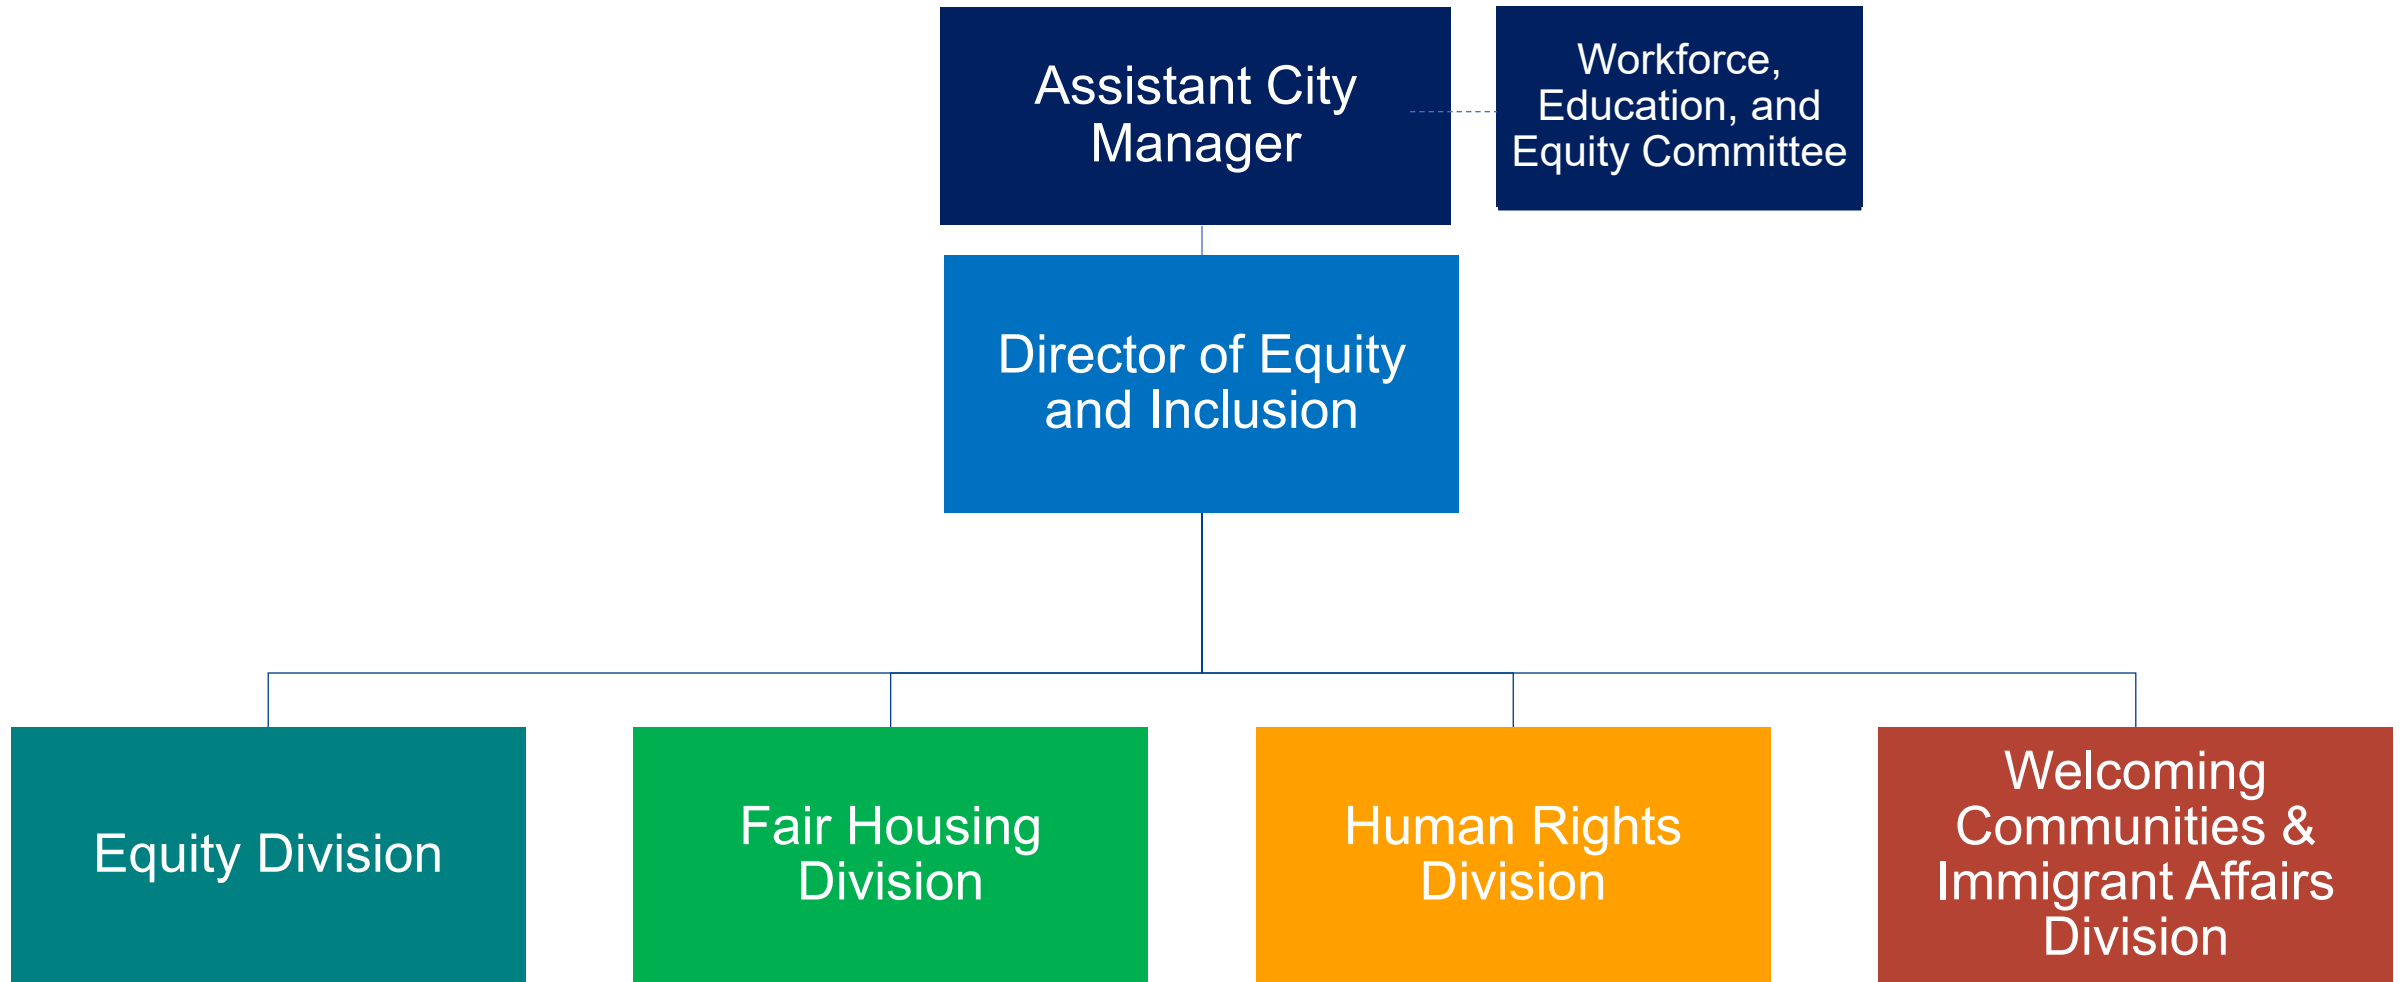 Assistant City
Manager
Workforce,
Education, and
Equity Committee
Director of Equity
and Inclusion
Equity Division
Fair Housing
Division
Human Rights
Division
Welcoming
Communities &
Immigrant Affairs
Division